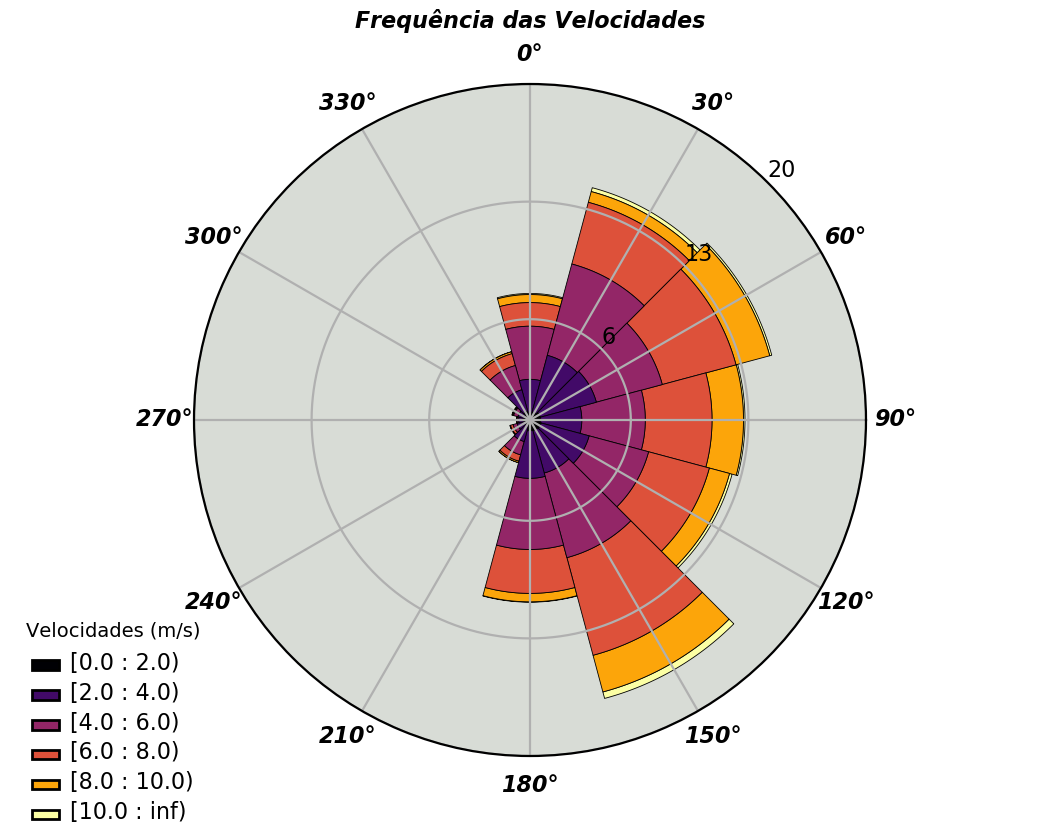 Frequência das Velocidades
0°
330°
30°
20
300°
60°
13
6
270°
90°
240°
120°
210°
150°
180°
Velocidades (m/s)
[0.0 : 2.0)
[2.0 : 4.0)
[4.0 : 6.0)
[6.0 : 8.0)
[8.0 : 10.0)
[10.0 : inf)